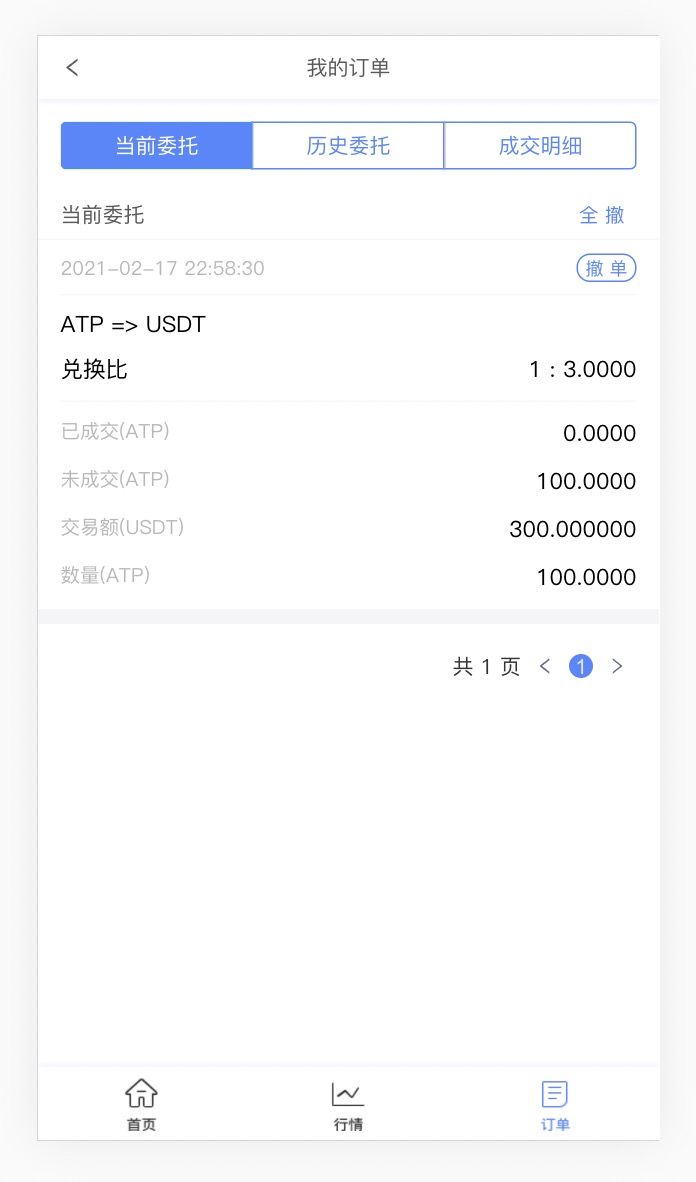 我的订单
当前委托 历史委托 成交明细
当前委托 全 撤
2021-02-17 22:58:30 撤 单
ATP => USDT
兑换比 1 : 3.0000
已成交(ATP) 0.0000
未成交(ATP) 100.0000
交易额(USDT) 300.000000
数量(ATP) 100.0000
共 1 页 < 1 >
首页 行情 订单